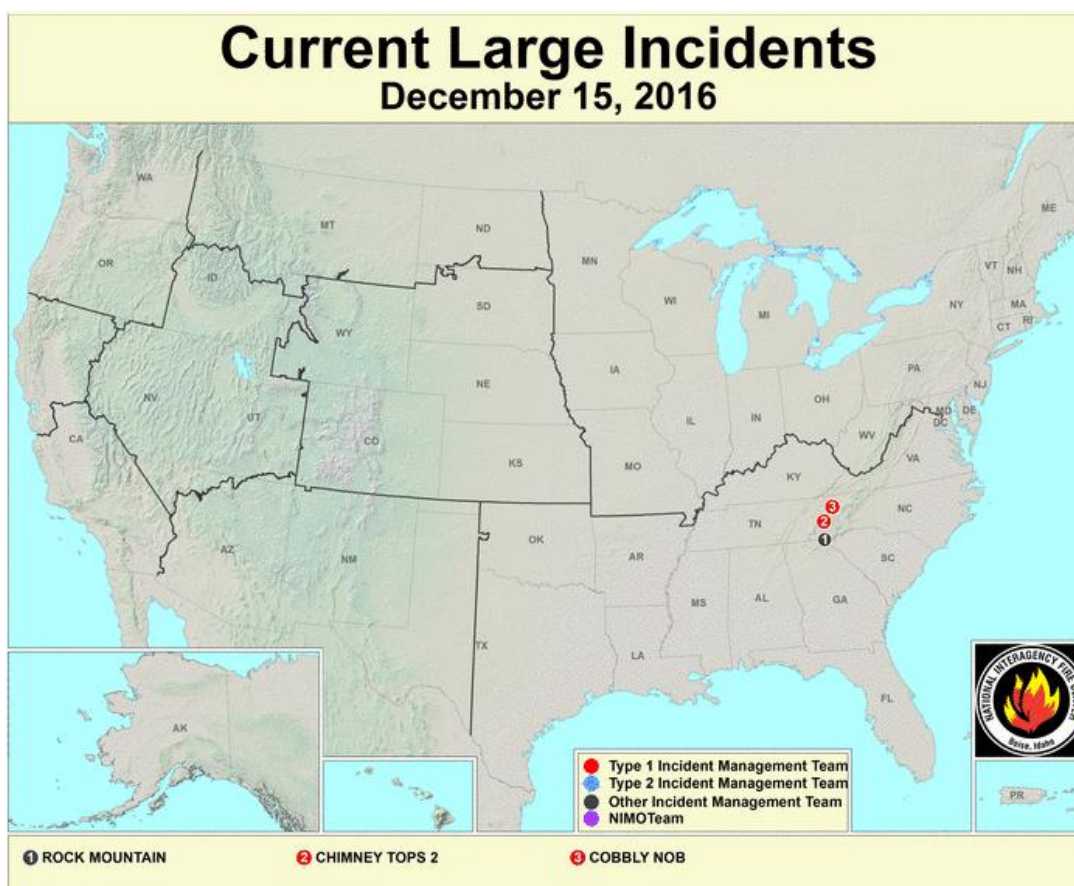 Current Large Incidents
December 15, 2016
WA
MT
ND
ME
OR
ID
MN
VT
NH
SD
WI
NY
MA
WY
MI
CT
RI
IA
PA
NE
NJ
NV
UT
OH
MD
DE
IL
IN
DC
CA
CO
WV
KS
MO
VA
KY
3
NC
2
TN
1
OK
AZ
NM
AR
SC
MS
AL
GA
TX
LA
FL
AK
PR
NATIONAL INTERAGENCY FIRE CENTER
Boise, Idaho
Type 1 Incident Management Team
Type 2 Incident Management Team
Other Incident Management Team
NIMOTeam
1 ROCK MOUNTAIN
2 CHIMNEY TOPS 2
3 COBBLY NOB